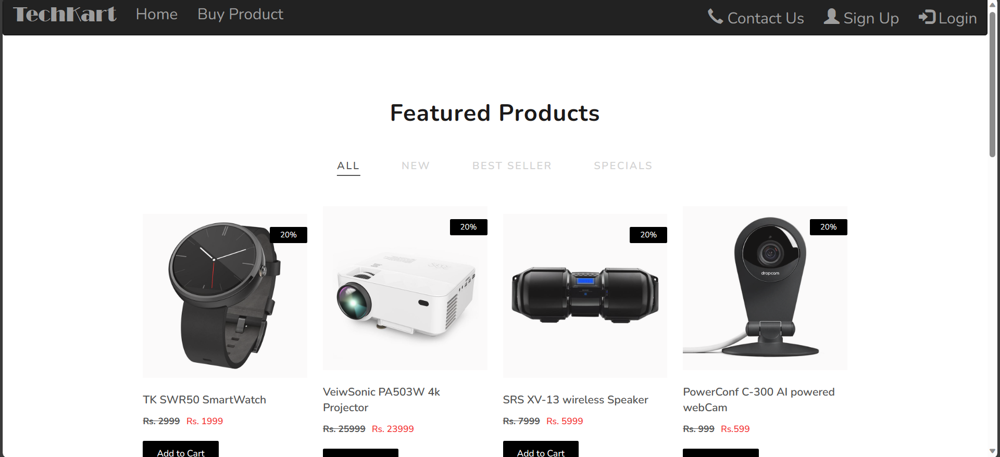 TechKart Home Buy Product Contact Us Sign Up Login
Featured Products
ALL NEW BEST SELLER SPECIALS
20%
20%
20%
20%
dropcam
TK SWR50 SmartWatch
Rs. 2999 Rs. 1999
Add to Cart
VeiwSonic PA503W 4k
Projector
Rs. 25999 Rs. 23999
SRS XV-13 wireless Speaker
Rs. 7999 Rs. 5999
Add to Cart
PowerConf C-300 AI powered
webCam
Rs. 999 Rs.599